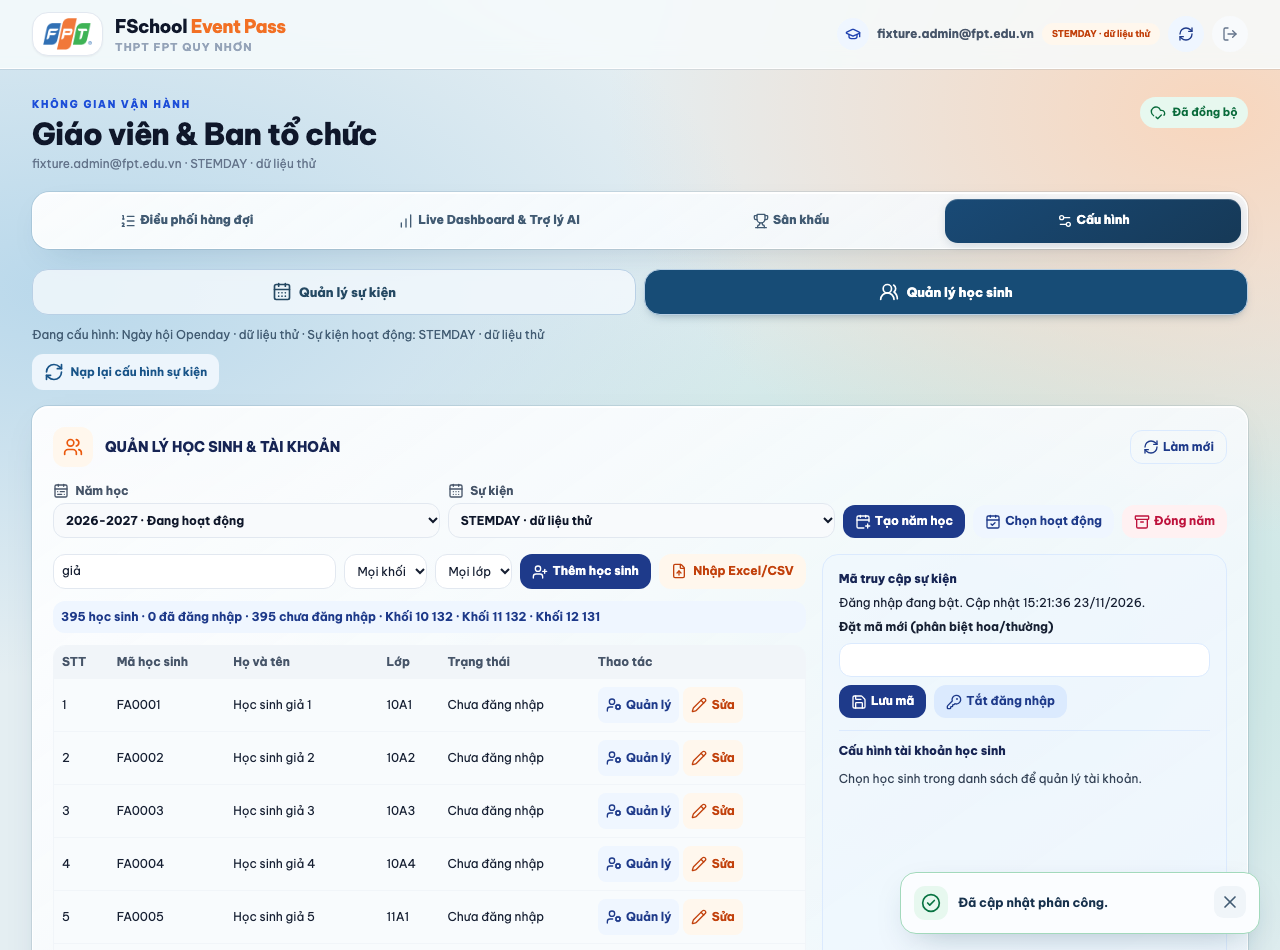 FPT
FSchool Event Pass
THPT FPT QUY NHƠN
fixture.admin@fpt.edu.vn
STEMDAY · dữ liệu thử
KHÔNG GIAN VẬN HÀNH
Giáo viên & Ban tổ chức
fixture.admin@fpt.edu.vn · STEMDAY · dữ liệu thử
Đã đồng bộ
Điều phối hàng đợi
Live Dashboard & Trợ lý AI
Sân khấu
Cấu hình
Quản lý sự kiện
Quản lý học sinh
Đang cấu hình: Ngày hội Openday · dữ liệu thử · Sự kiện hoạt động: STEMDAY · dữ liệu thử
Nạp lại cấu hình sự kiện
QUẢN LÝ HỌC SINH & TÀI KHOẢN
Làm mới
Năm học
Sự kiện
2026-2027 · Đang hoạt động
STEMDAY · dữ liệu thử
Tạo năm học
Chọn hoạt động
Đóng năm
giả
Mọi khối
Mọi lớp
Thêm học sinh
Nhập Excel/CSV
395 học sinh · 0 đã đăng nhập · 395 chưa đăng nhập · Khối 10 132 · Khối 11 132 · Khối 12 131
STT Mã học sinh Họ và tên Lớp Trạng thái Thao tác
1 FA0001 Học sinh giả 1 10A1 Chưa đăng nhập Quản lý Sửa
2 FA0002 Học sinh giả 2 10A2 Chưa đăng nhập Quản lý Sửa
3 FA0003 Học sinh giả 3 10A3 Chưa đăng nhập Quản lý Sửa
4 FA0004 Học sinh giả 4 10A4 Chưa đăng nhập Quản lý Sửa
5 FA0005 Học sinh giả 5 11A1 Chưa đăng nhập Quản lý Sửa
Mã truy cập sự kiện
Đăng nhập đang bật. Cập nhật 15:21:36 23/11/2026.
Đặt mã mới (phân biệt hoa/thường)
Lưu mã
Tắt đăng nhập
Cấu hình tài khoản học sinh
Chọn học sinh trong danh sách để quản lý tài khoản.
Đã cập nhật phân công.